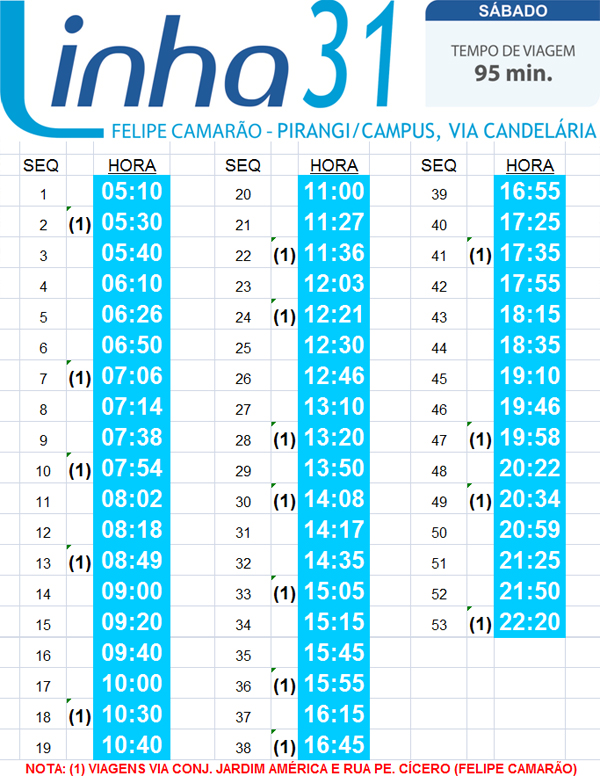 Linha 31
SÁBADO
TEMPO DE VIAGEM
95 min.
FELIPE CAMARÃO - PIRANGI/CAMPUS, VIA CANDELÁRIA
SEQ HORA SEQ HORA SEQ HORA
1 05:10 20 11:00 39 16:55
2 (1) 05:30 21 11:27 40 17:25
3 05:40 22 (1) 11:36 41 (1) 17:35
4 06:10 23 12:03 42 17:55
5 06:26 24 (1) 12:21 43 18:15
6 06:50 25 12:30 44 18:35
7 (1) 07:06 26 12:46 45 19:10
8 07:14 27 13:10 46 19:46
9 07:38 28 (1) 13:20 47 (1) 19:58
10 (1) 07:54 29 13:50 48 20:22
11 08:02 30 (1) 14:08 49 (1) 20:34
12 08:18 31 14:17 50 20:59
13 (1) 08:49 32 14:35 51 21:25
14 09:00 33 (1) 15:05 52 21:50
15 09:20 34 15:15 53 (1) 22:20
16 09:40 35 15:45
17 10:00 36 (1) 15:55
18 (1) 10:30 37 16:15
19 10:40 38 (1) 16:45
NOTA: (1) VIAGENS VIA CONJ. JARDIM AMÉRICA E RUA PE. CÍCERO (FELIPE CAMARÃO)